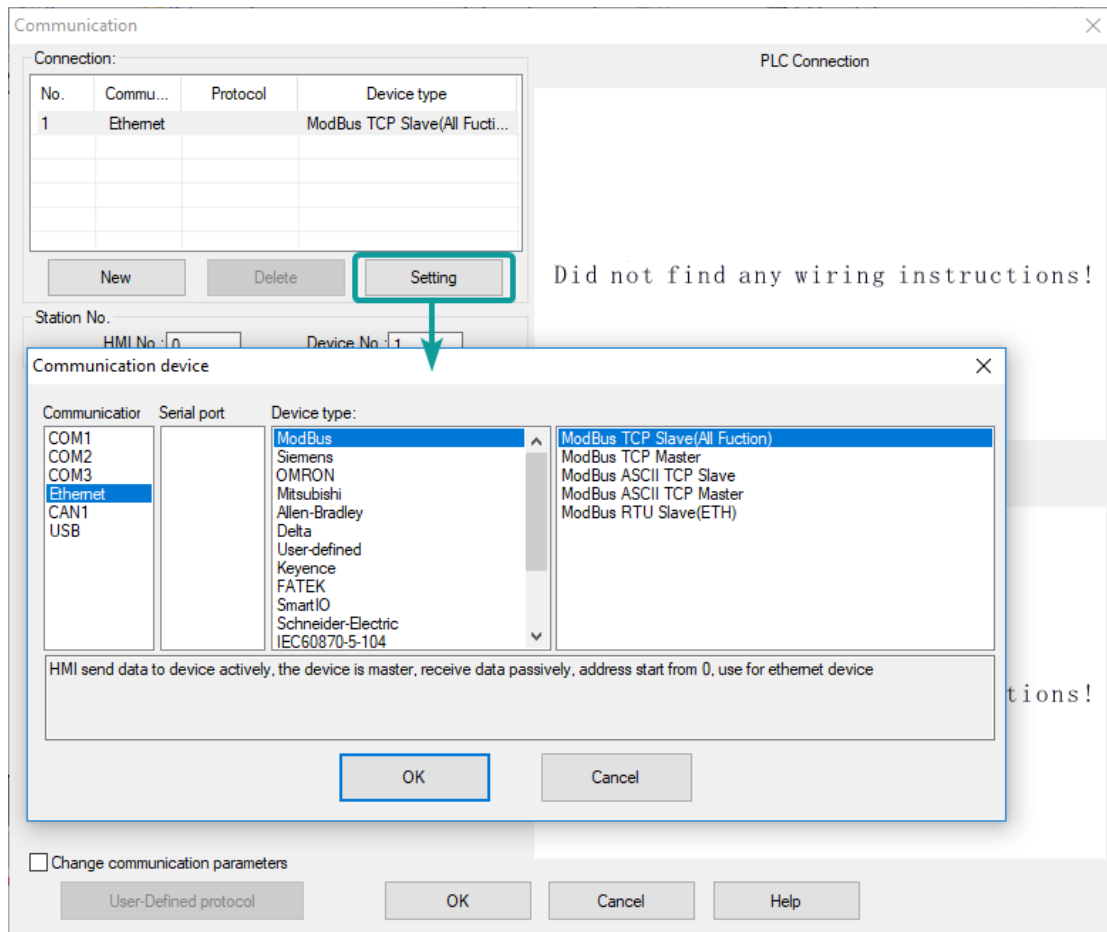 Communication
Connection:
PLC Connection
No. Commu... Protocol Device type
1 Ethernet ModBus TCP Slave(All Fucti...
New Delete Setting
Did not find any wiring instructions!
Station No.
HMI No.: 0 Device No.: 1
Communication device
Communication Serial port Device type:
COM1 ModBus ModBus TCP Slave(All Fuction)
COM2 Siemens ModBus TCP Master
COM3 OMRON ModBus ASCII TCP Slave
Ethernet Mitsubishi ModBus ASCII TCP Master
CAN1 Allen-Bradley ModBus RTU Slave(ETH)
USB Delta
User-defined
Keyence
FATEK
SmartIO
Schneider-Electric
IEC60870-5-104
HMI send data to device actively, the device is master, receive data passively, address start from 0, use for ethernet device
tions!
OK Cancel
Change communication parameters
User-Defined protocol OK Cancel Help